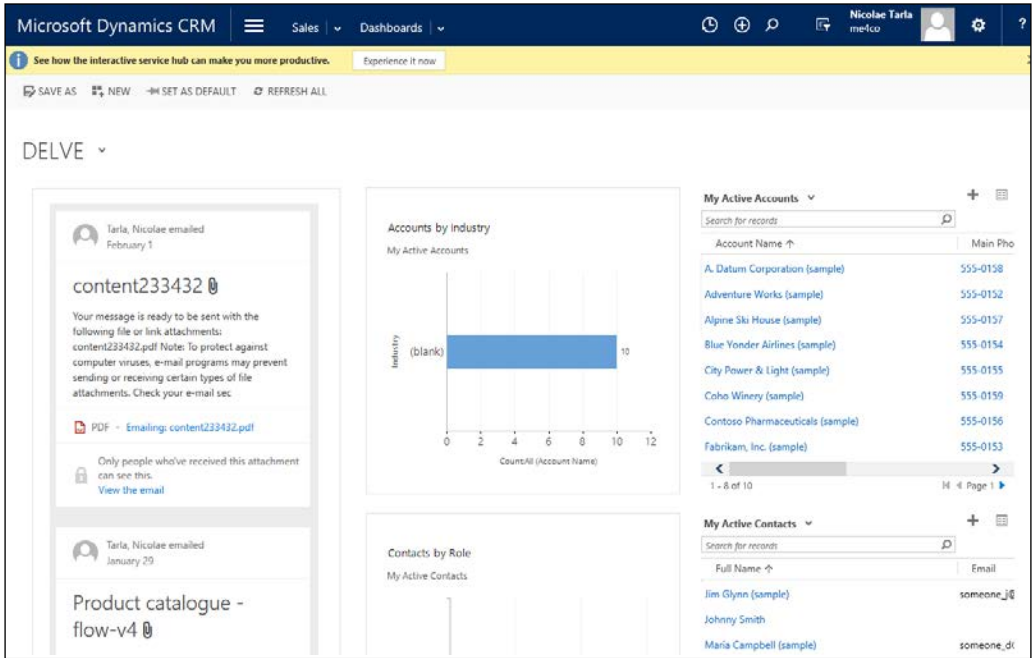 Microsoft Dynamics CRM
Sales
Dashboards
Nicolae Tarla
me4co
?
See how the interactive service hub can make you more productive.
Experience it now
SAVE AS
NEW
SET AS DEFAULT
REFRESH ALL
DELVE
Tarla, Nicolae emailed
February 1
content233432
Your message is ready to be sent with the
following file or link attachments:
content233432.pdf Note: To protect against
computer viruses, e-mail programs may prevent
sending or receiving certain types of file
attachments. Check your e-mail sec
PDF - Emailing: content233432.pdf
Only people who've received this attachment
can see this.
View the email
Tarla, Nicolae emailed
January 29
Product catalogue -
flow-v4
Accounts by Industry
My Active Accounts
Industry
(blank)
10
0 2 4 6 8 10 12
Count:All (Account Name)
Contacts by Role
My Active Contacts
My Active Accounts
Search for records
Account Name Main Pho
A. Datum Corporation (sample) 555-0158
Adventure Works (sample) 555-0152
Alpine Ski House (sample) 555-0157
Blue Yonder Airlines (sample) 555-0154
City Power & Light (sample) 555-0155
Coho Winery (sample) 555-0159
Contoso Pharmaceuticals (sample) 555-0156
Fabrikam, Inc. (sample) 555-0153
1 - 8 of 10 Page 1
My Active Contacts
Search for records
Full Name Email
Jim Glynn (sample) someone_j@
Johnny Smith
Maria Campbell (sample) someone_d